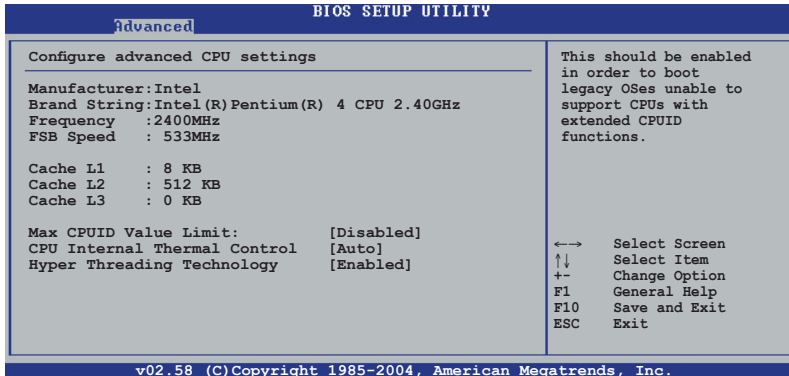 BIOS SETUP UTILITY
Advanced
Configure advanced CPU settings
Manufacturer:Intel
Brand String:Intel(R)Pentium(R) 4 CPU 2.40GHz
Frequency :2400MHz
FSB Speed : 533MHz
Cache L1 : 8 KB
Cache L2 : 512 KB
Cache L3 : 0 KB
Max CPUID Value Limit: [Disabled]
CPU Internal Thermal Control [Auto]
Hyper Threading Technology [Enabled]
This should be enabled
in order to boot
legacy OSes unable to
support CPUs with
extended CPUID
functions.
←→ Select Screen
↑↓ Select Item
+- Change Option
F1 General Help
F10 Save and Exit
ESC Exit
v02.58 (C)Copyright 1985-2004, American Megatrends, Inc.